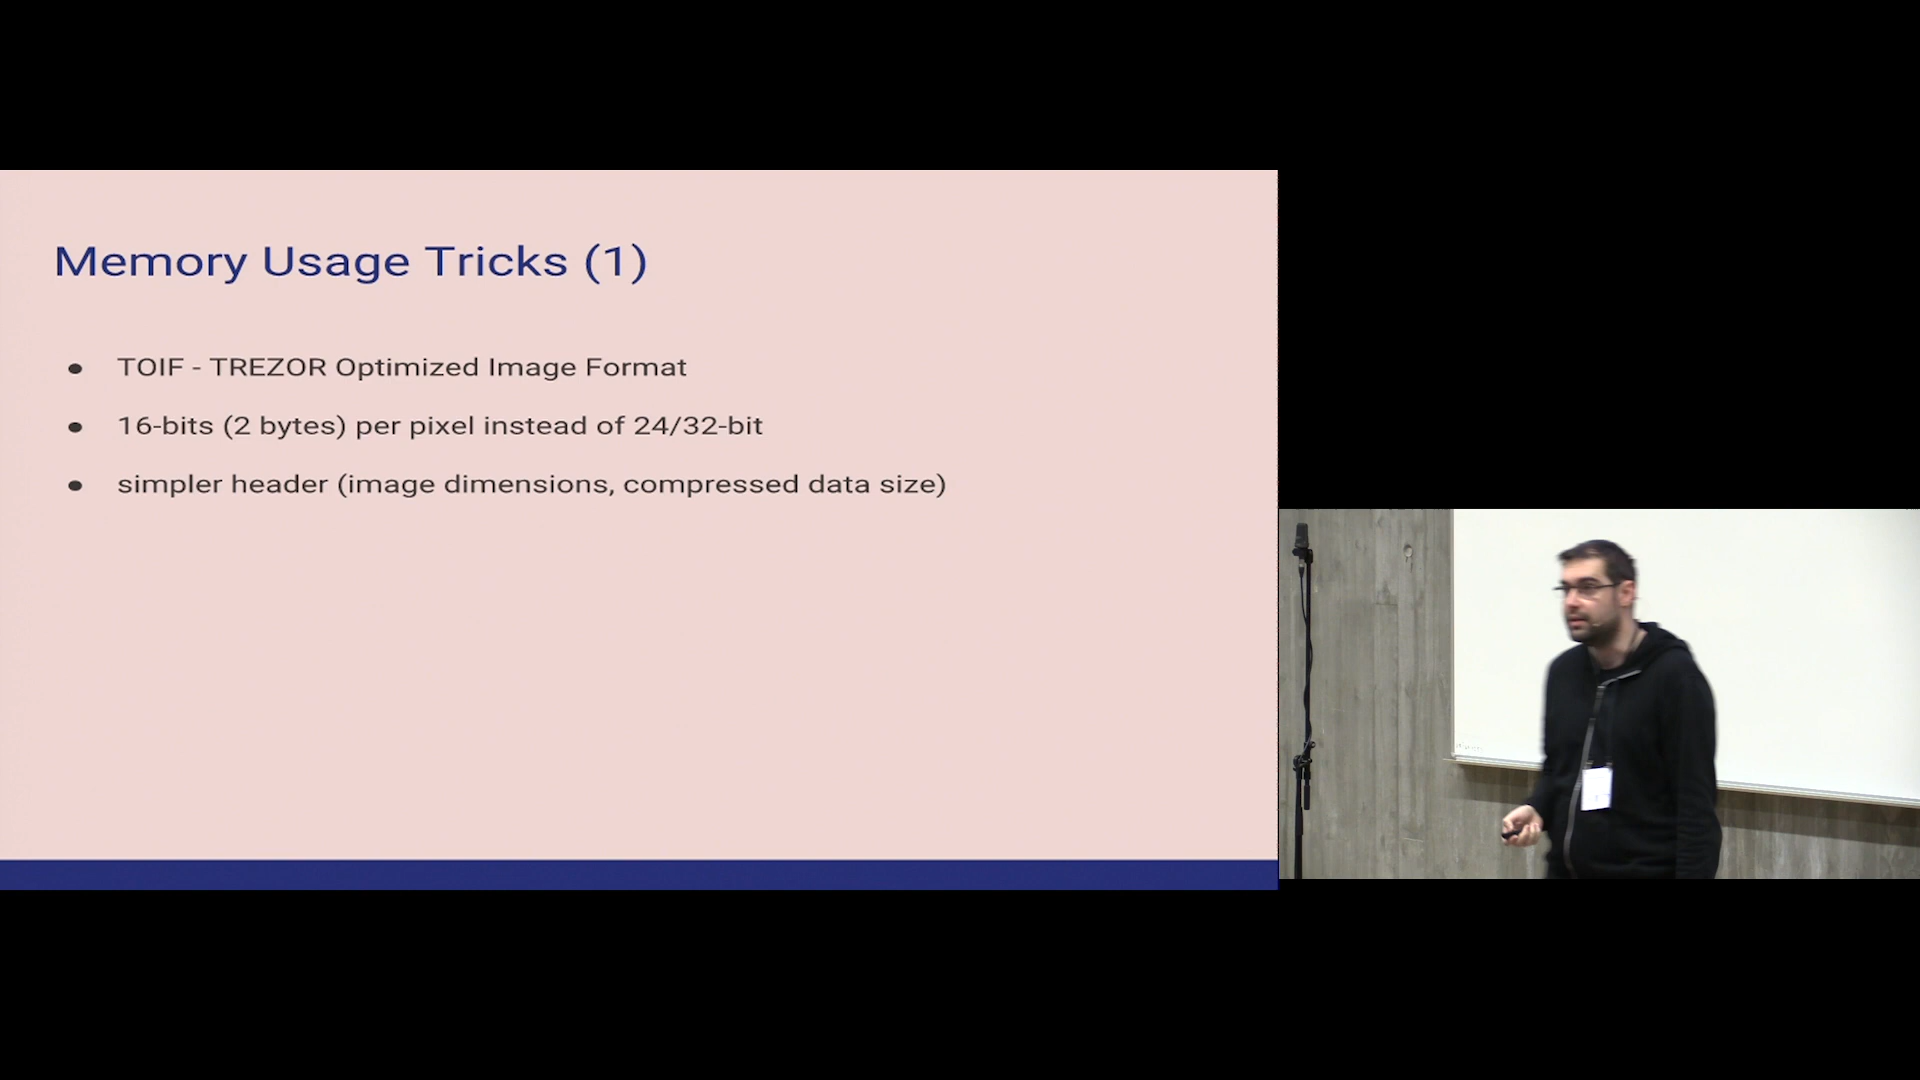 Memory Usage Tricks (1)
● TOIF - TREZOR Optimized Image Format
● 16-bits (2 bytes) per pixel instead of 24/32-bit
● simpler header (image dimensions, compressed data size)